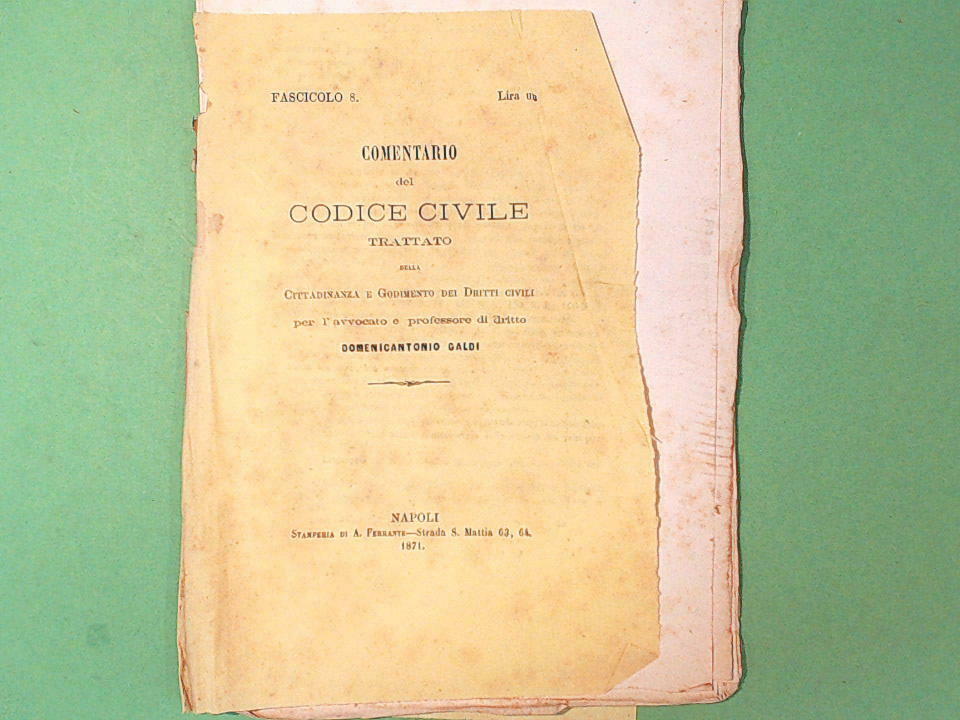 FASCICOLO 8. Lira un
COMENTARIO
del
CODICE CIVILE
TRATTATO
DELLA
CITTADINANZA E GODIMENTO DEI DRITTI CIVILI
per l'avvocato e professore di dritto
DOMENICANTONIO GALDI
NAPOLI
STAMPERIA DI A. FERRANTE—Strada S. Mattia 63, 64.
1871.